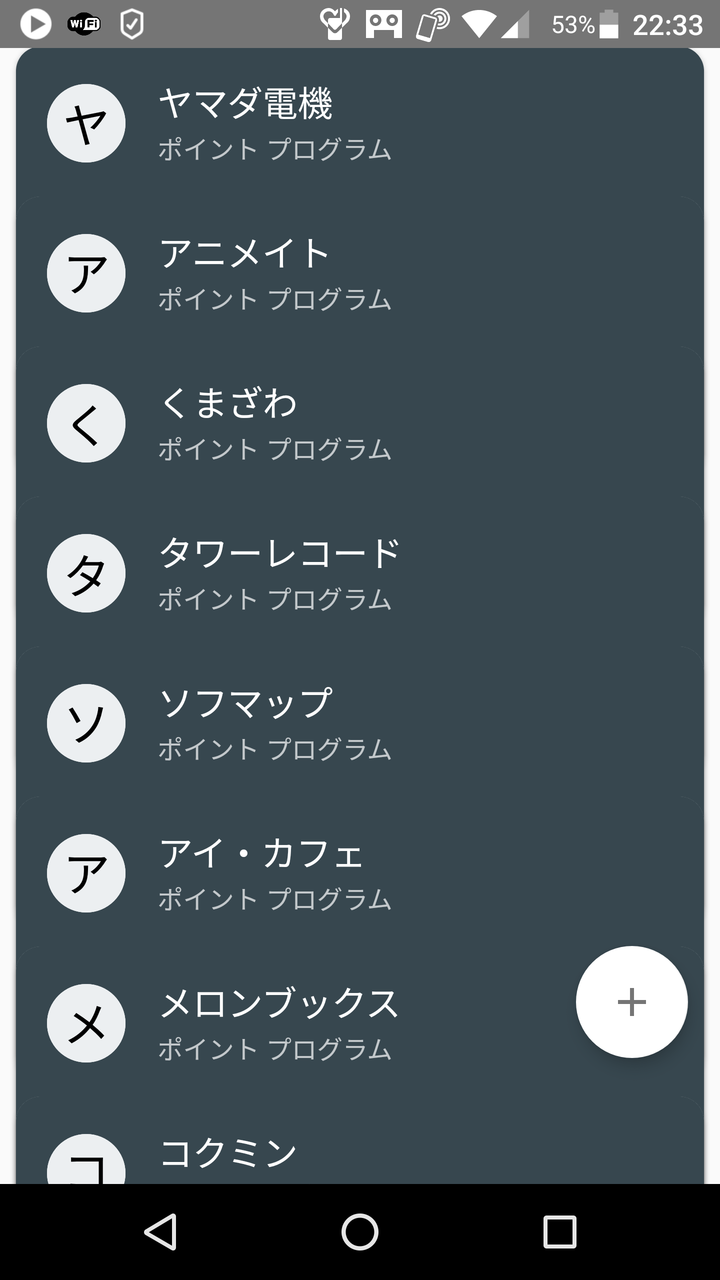 WiFi
53%
22:33
ヤ
ヤマダ電機
ポイント プログラム
ア
アニメイト
ポイント プログラム
く
くまざわ
ポイント プログラム
タ
タワーレコード
ポイント プログラム
ソ
ソフマップ
ポイント プログラム
ア
アイ・カフェ
ポイント プログラム
メ
メロンブックス
ポイント プログラム
+
コ
コクミン